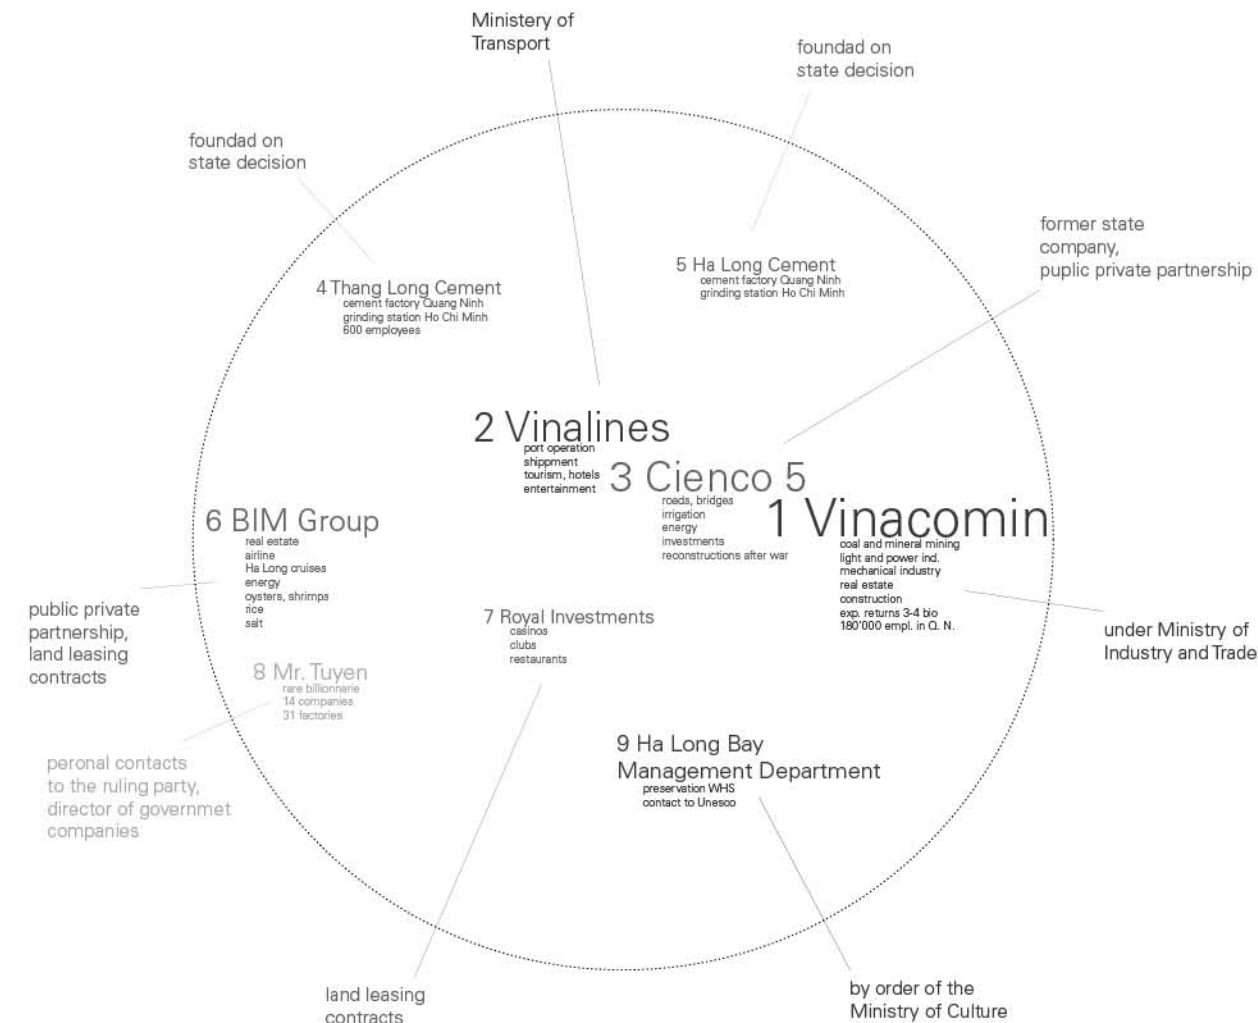 Ministery of
Transport
foundad on
state decision
foundad on
state decision
former state
company,
puplic private partnership
5 Ha Long Cement
cement factory Quang Ninh
grinding station Ho Chi Minh
4 Thang Long Cement
cement factory Quang Ninh
grinding station Ho Chi Minh
600 employees
2 Vinalines
port operation
shippment
tourism, hotels
entertainment
3 Cienco 5
roads, bridges
irrigation
energy
investments
reconstructions after war
1 Vinacomin
coal and mineral mining
light and power ind.
mechanical industry
real estate
construction
exp. returns 3-4 bio
180'000 empl. in Q. N.
6 BIM Group
real estate
airline
Ha Long cruises
energy
oysters, shrimps
rice
salt
public private
partnership,
land leasing
contracts
7 Royal Investments
casinos
clubs
restaurants
under Ministry of
Industry and Trade
8 Mr. Tuyen
rare billionnarie
14 companies
31 factories
peronal contacts
to the ruling party,
director of governmet
companies
9 Ha Long Bay
Management Department
preservation WHS
contact to Unesco
land leasing
contracts
by order of the
Ministry of Culture